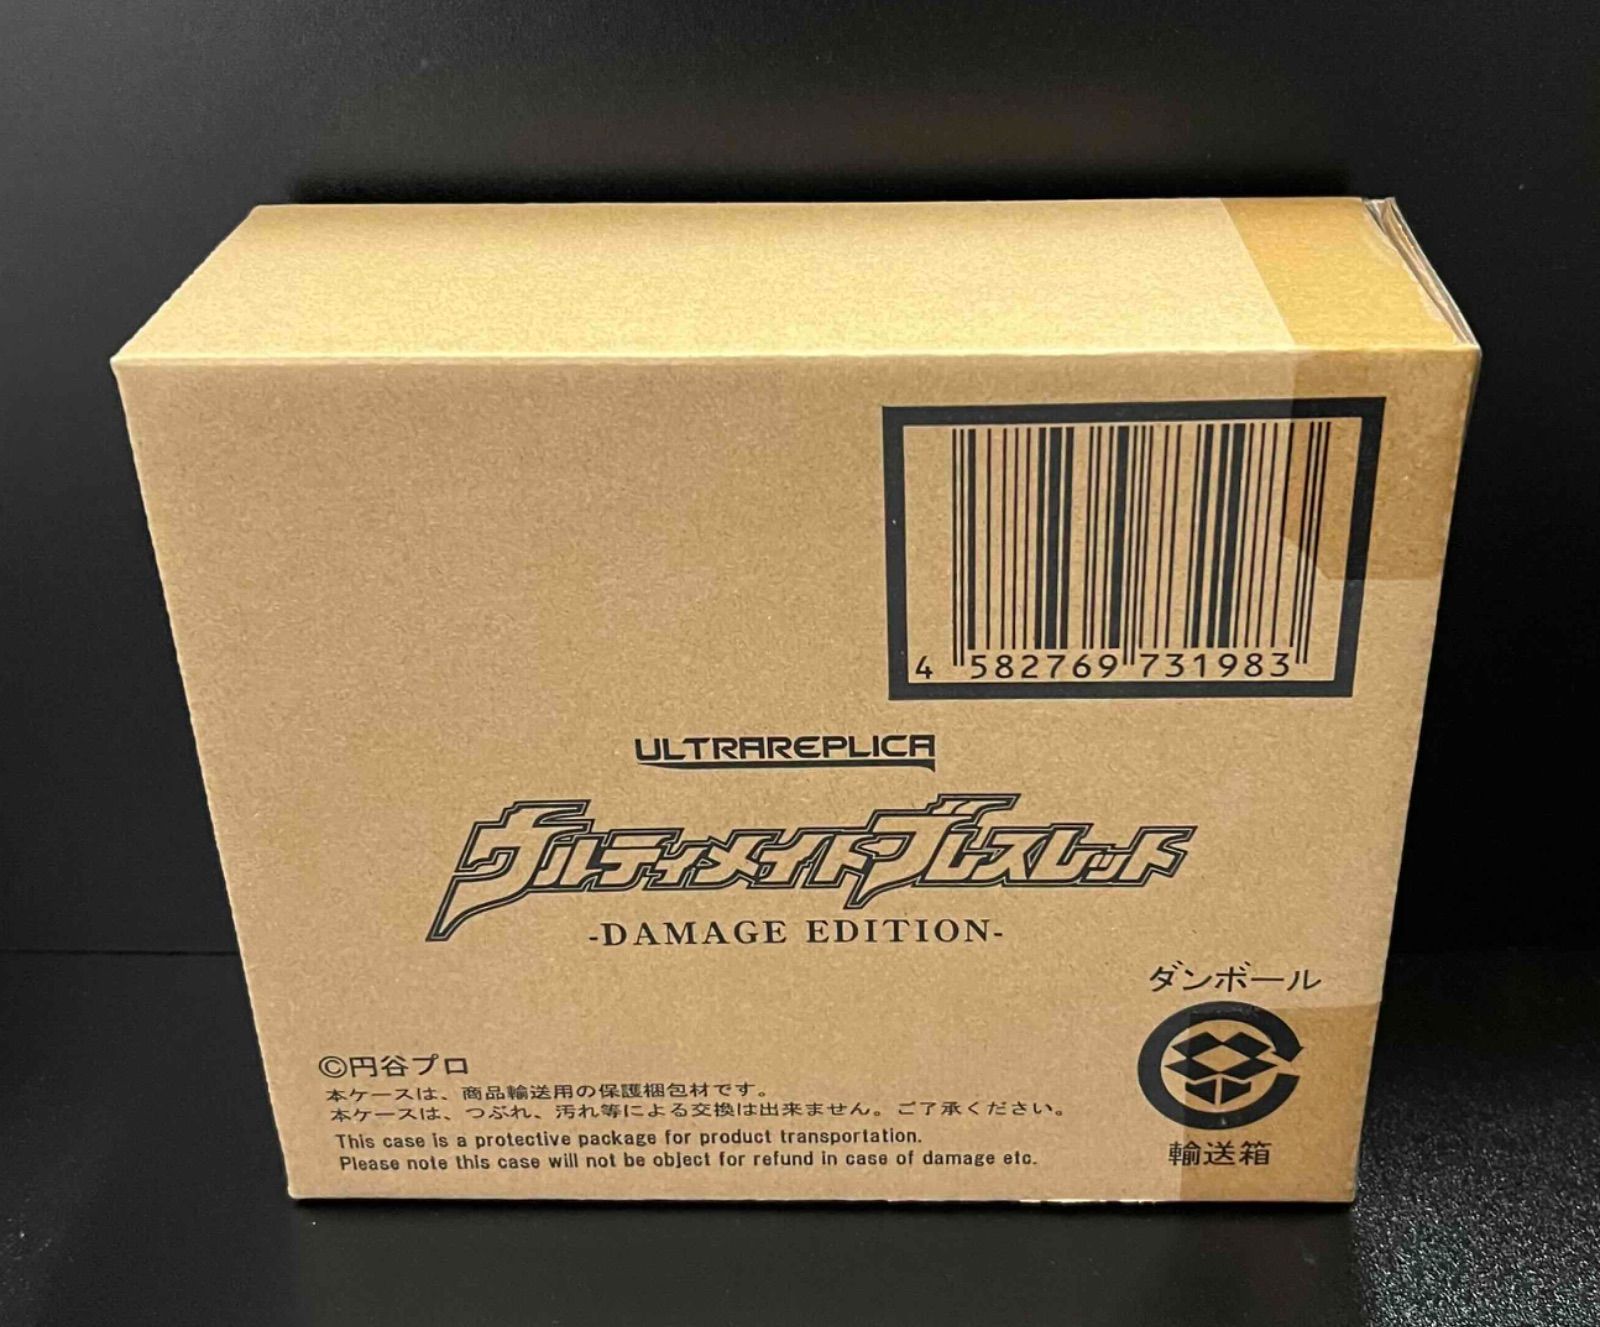 4 582769 731983
ULTRAREPLICA
ウルティメイトブレスレット
-DAMAGE EDITION-
ダンボール
輸送箱
©円谷プロ
本ケースは、商品輸送用の保護梱包材です。
本ケースは、つぶれ、汚れ等による交換は出来ません。ご了承ください。
This case is a protective package for product transportation.
Please note this case will not be object for refund in case of damage etc.